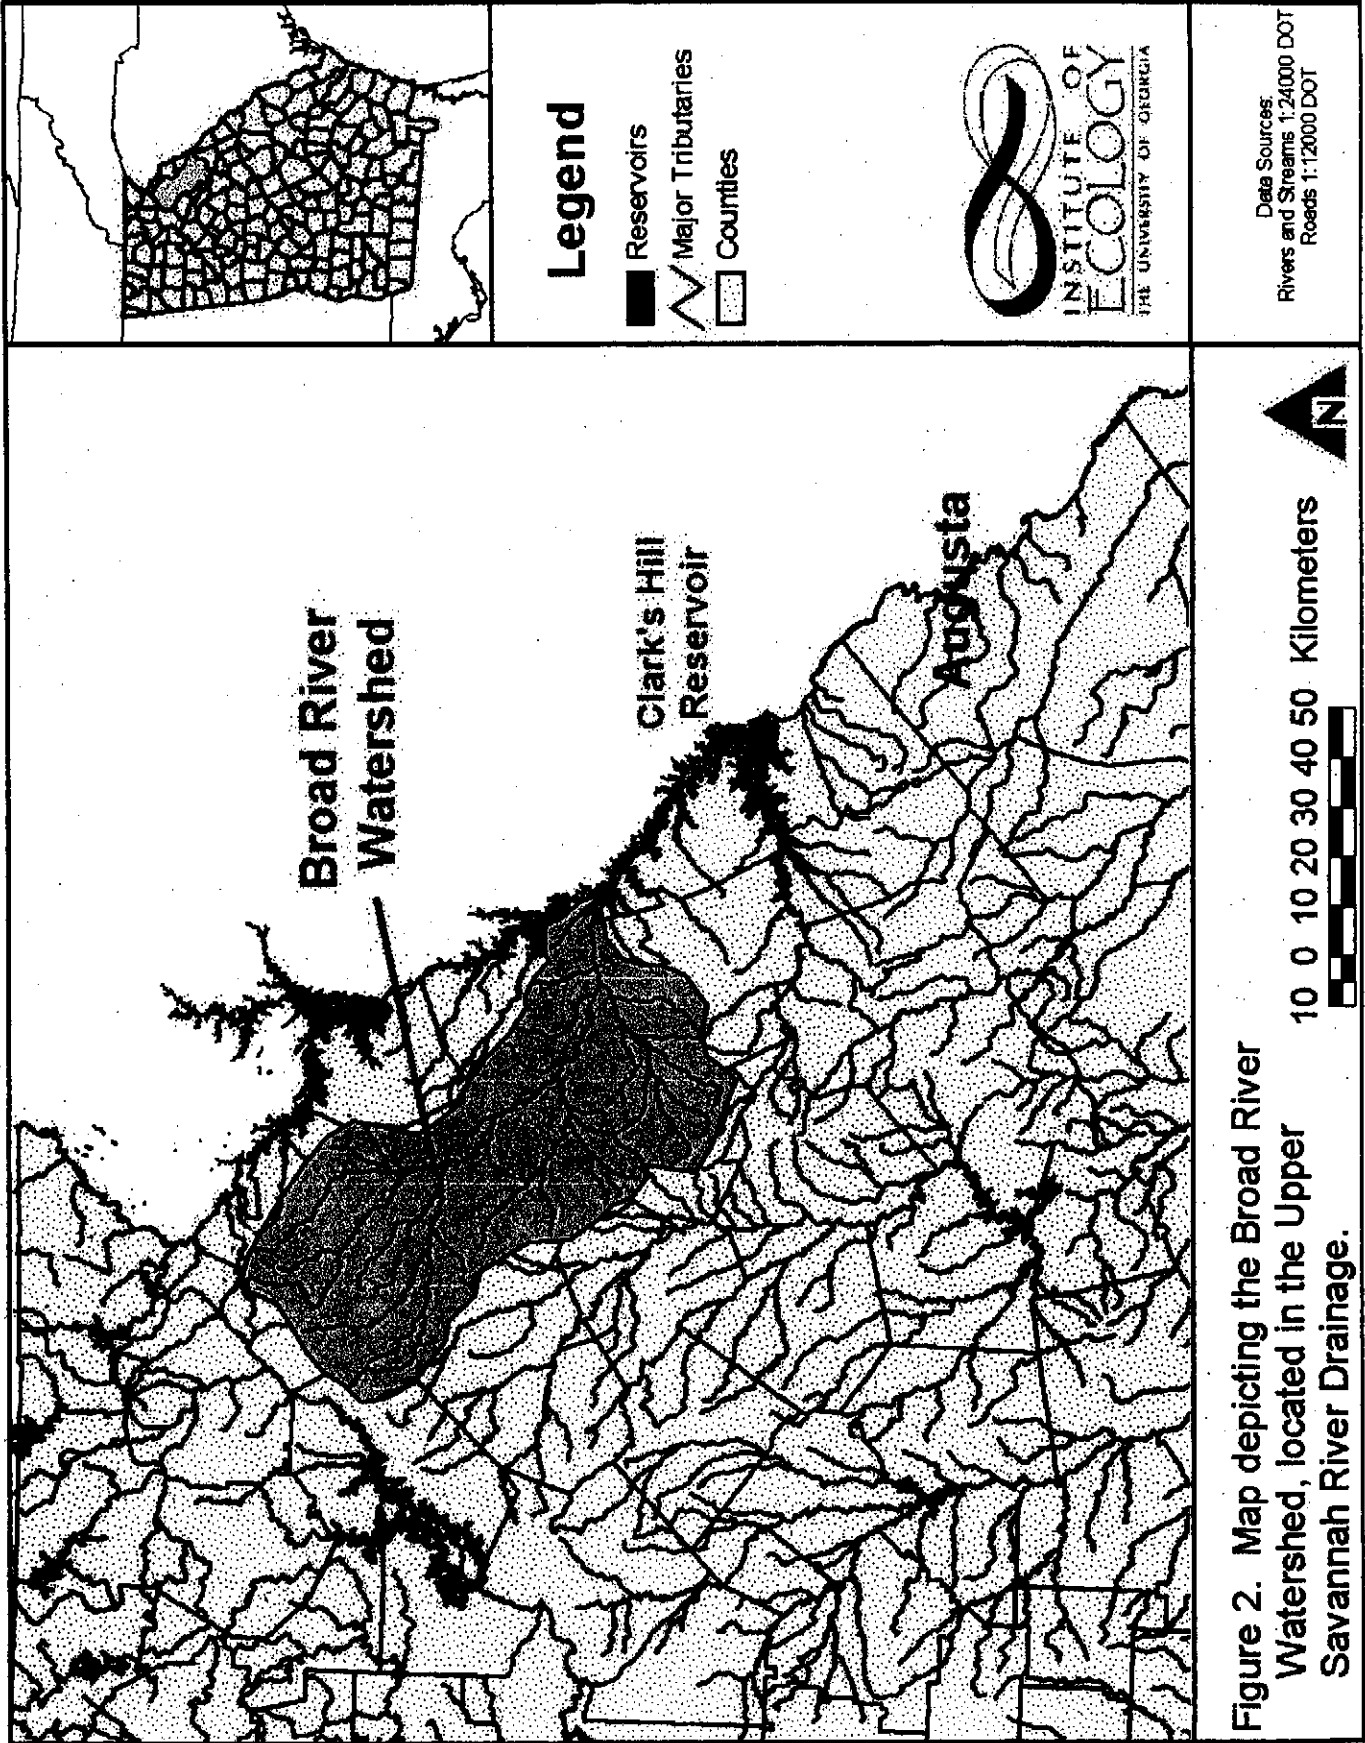 Broad River
Watershed
Clark's Hill
Reservoir
Augusta
Legend
Reservoirs
Major Tributaries
Counties
INSTITUTE OF
ECOLOGY
THE UNIVERSITY OF GEORGIA
Figure 2. Map depicting the Broad River
Watershed, located in the Upper
Savannah River Drainage.
10 0 10 20 30 40 50 Kilometers
N
Data Sources:
Rivers and Streams 1:24000 DOT
Roads 1:12000 DOT